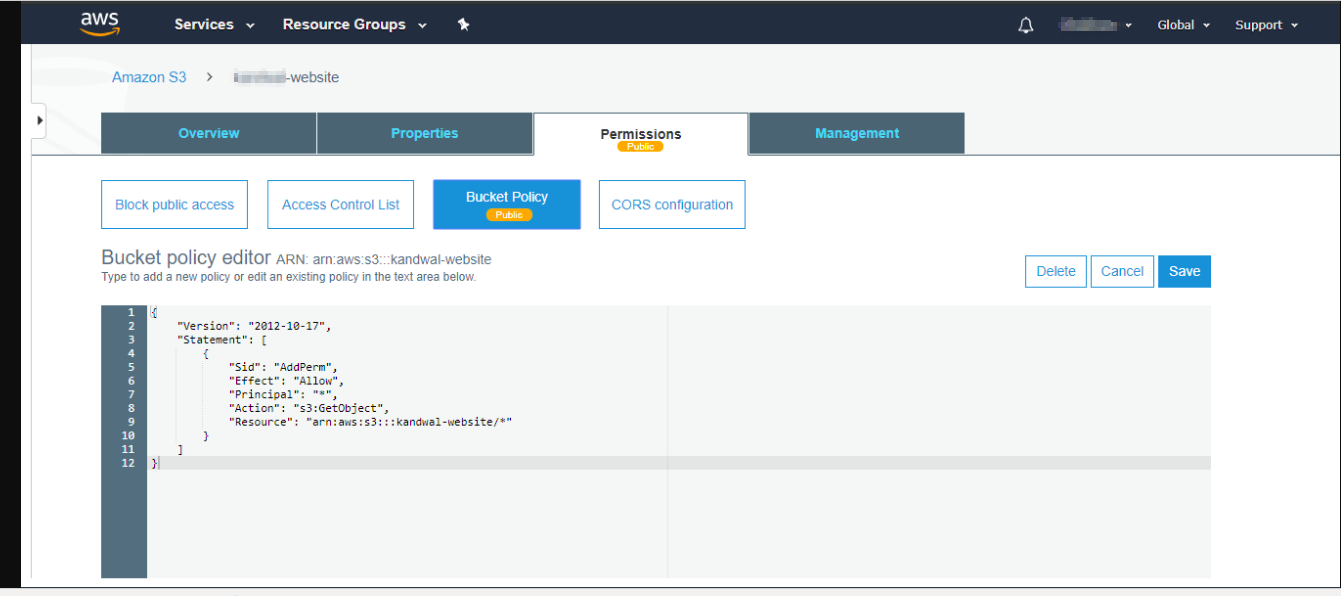 aws Services Resource Groups Global Support
Amazon S3 > -website
Overview Properties Permissions Management
Public
Block public access Access Control List Bucket Policy CORS configuration
Public
Bucket policy editor ARN: arn:aws:s3:::kandwal-website
Type to add a new policy or edit an existing policy in the text area below.
Delete Cancel Save
1 {
2 "Version": "2012-10-17",
3 "Statement": [
4 {
5 "Sid": "AddPerm",
6 "Effect": "Allow",
7 "Principal": "*",
8 "Action": "s3:GetObject",
9 "Resource": "arn:aws:s3:::kandwal-website/*"
10 }
11 ]
12 }